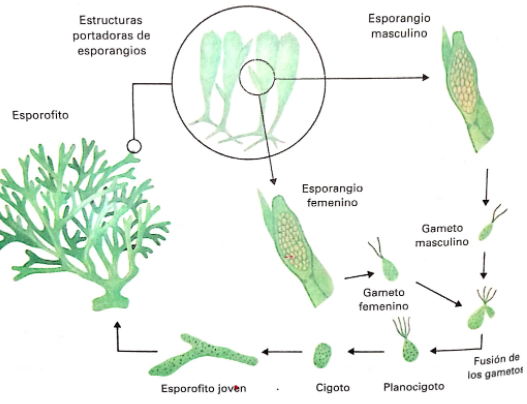 Estructuras
portadoras de
esporangios
Esporangio
masculino
Esporofito
Esporangio
femenino
Gameto
masculino
Gameto
femenino
Fusión de
los gametos
Esporofito joven
Cigoto
Planocigoto